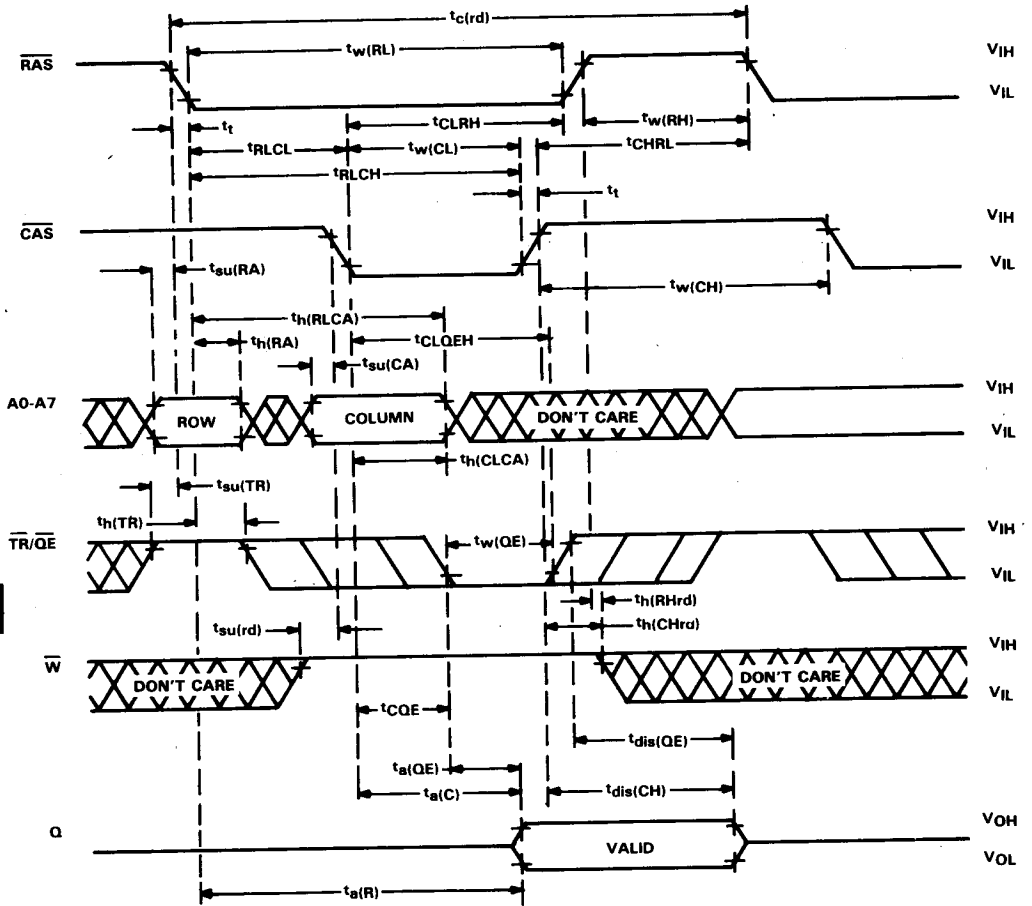 tc(rd)
tw(RL)
RAS
VIH
VIL
tCLRH
tw(RH)
tt
tRLCL
tw(CL)
tCHRL
tRLCH
tt
CAS
VIH
VIL
tsu(RA)
tw(CH)
th(RLCA)
th(RA)
tCLQEH
tsu(CA)
A0-A7
ROW
COLUMN
DON'T CARE
VIH
VIL
th(CLCA)
tsu(TR)
th(TR)
TR/QE
tw(QE)
VIH
VIL
th(RHrd)
tsu(rd)
th(CHrd)
W
DON'T CARE
DON'T CARE
VIH
VIL
tCQE
tdis(QE)
ta(QE)
ta(C)
tdis(CH)
Q
VALID
VOH
VOL
ta(R)